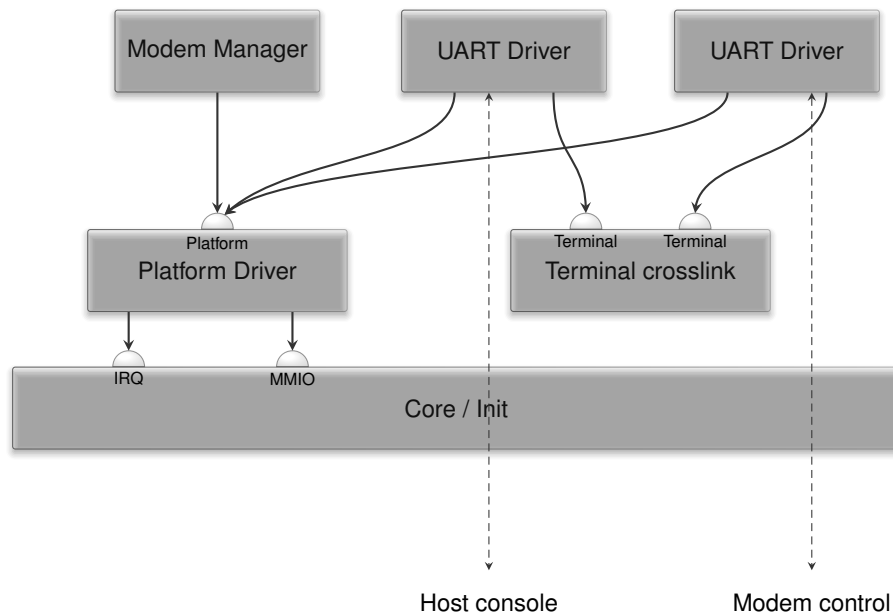 Modem Manager
UART Driver
UART Driver
Platform
Platform Driver
Terminal
Terminal
Terminal crosslink
IRQ
MMIO
Core / Init
Host console
Modem control